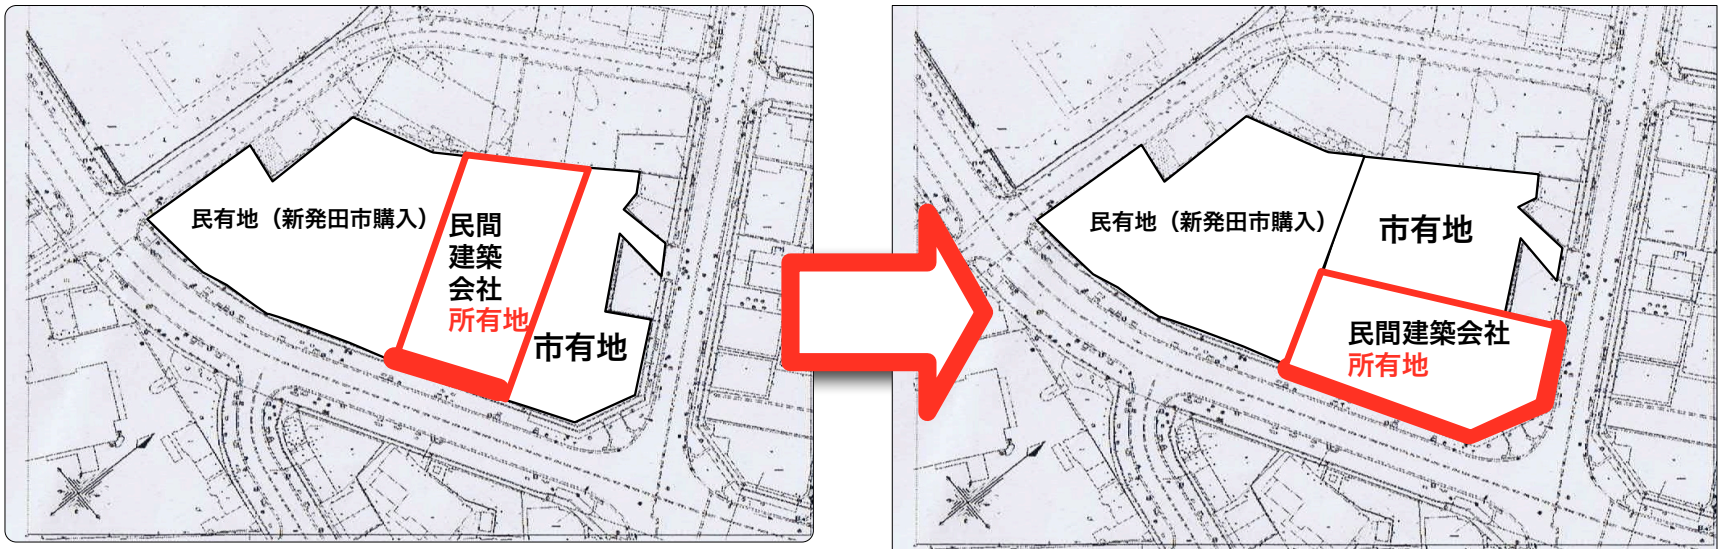 民有地（新発田市購入）
民間
建築
会社
所有地
市有地
民有地（新発田市購入）
市有地
民間建築会社
所有地